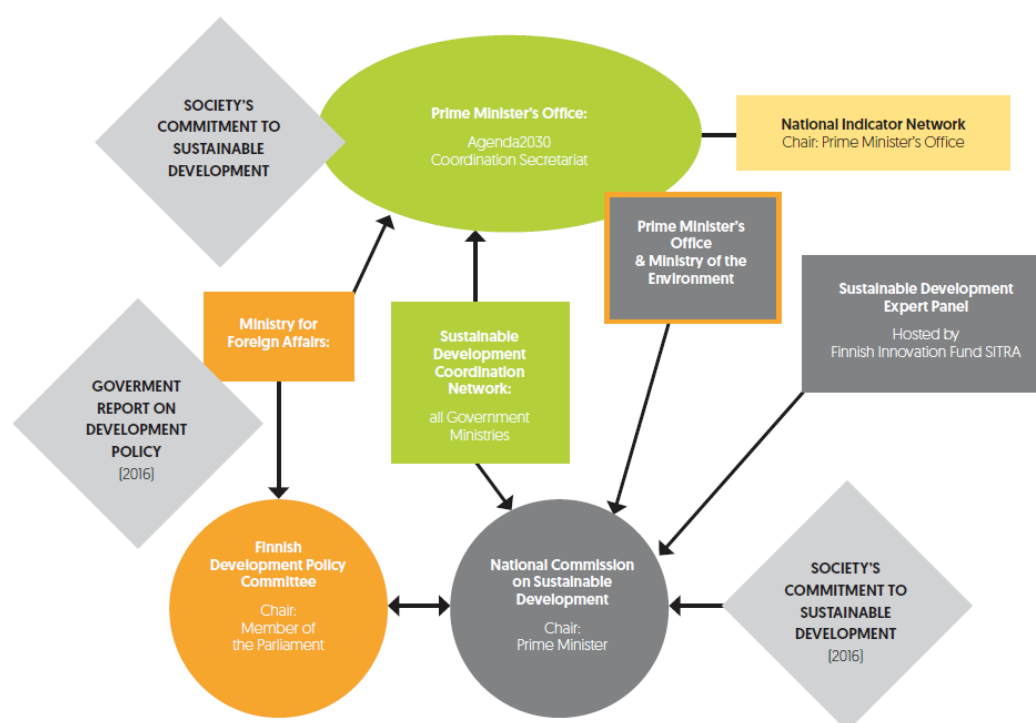 SOCIETY'S
COMMITMENT TO
SUSTAINABLE
DEVELOPMENT
Prime Minister's Office:
Agenda2030
Coordination Secretariat
National Indicator Network
Chair: Prime Minister's Office
Prime Minister's
Office
& Ministry of the
Environment
Sustainable Development
Expert Panel
Hosted by
Finnish Innovation Fund SITRA
Ministry for
Foreign Affairs:
Sustainable
Development
Coordination
Network:
all Government
Ministries
GOVERMENT
REPORT ON
DEVELOPMENT
POLICY
(2016)
Finnish
Development Policy
Committee
Chair:
Member of
the Parliament
National Commission
on Sustainable
Development
Chair:
Prime Minister
SOCIETY'S
COMMITMENT TO
SUSTAINABLE
DEVELOPMENT
(2016)